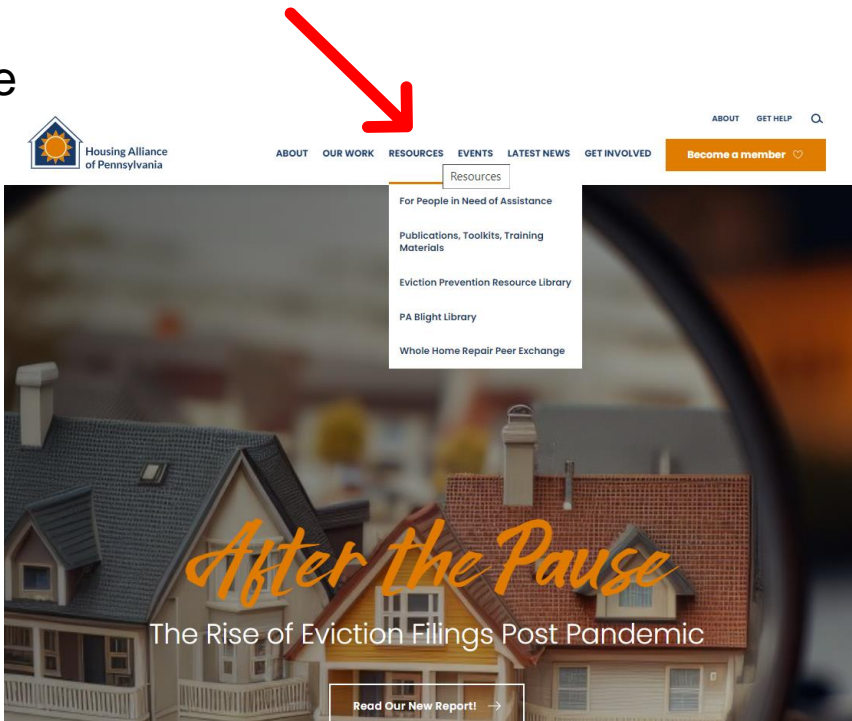 e
ABOUT GET HELP
Housing Alliance
of Pennsylvania
ABOUT OUR WORK RESOURCES EVENTS LATEST NEWS GET INVOLVED Become a member
Resources
For People in Need of Assistance
Publications, Toolkits, Training
Materials
Eviction Prevention Resource Library
PA Blight Library
Whole Home Repair Peer Exchange
After the Pause
The Rise of Eviction Filings Post Pandemic
Read Our New Report! →